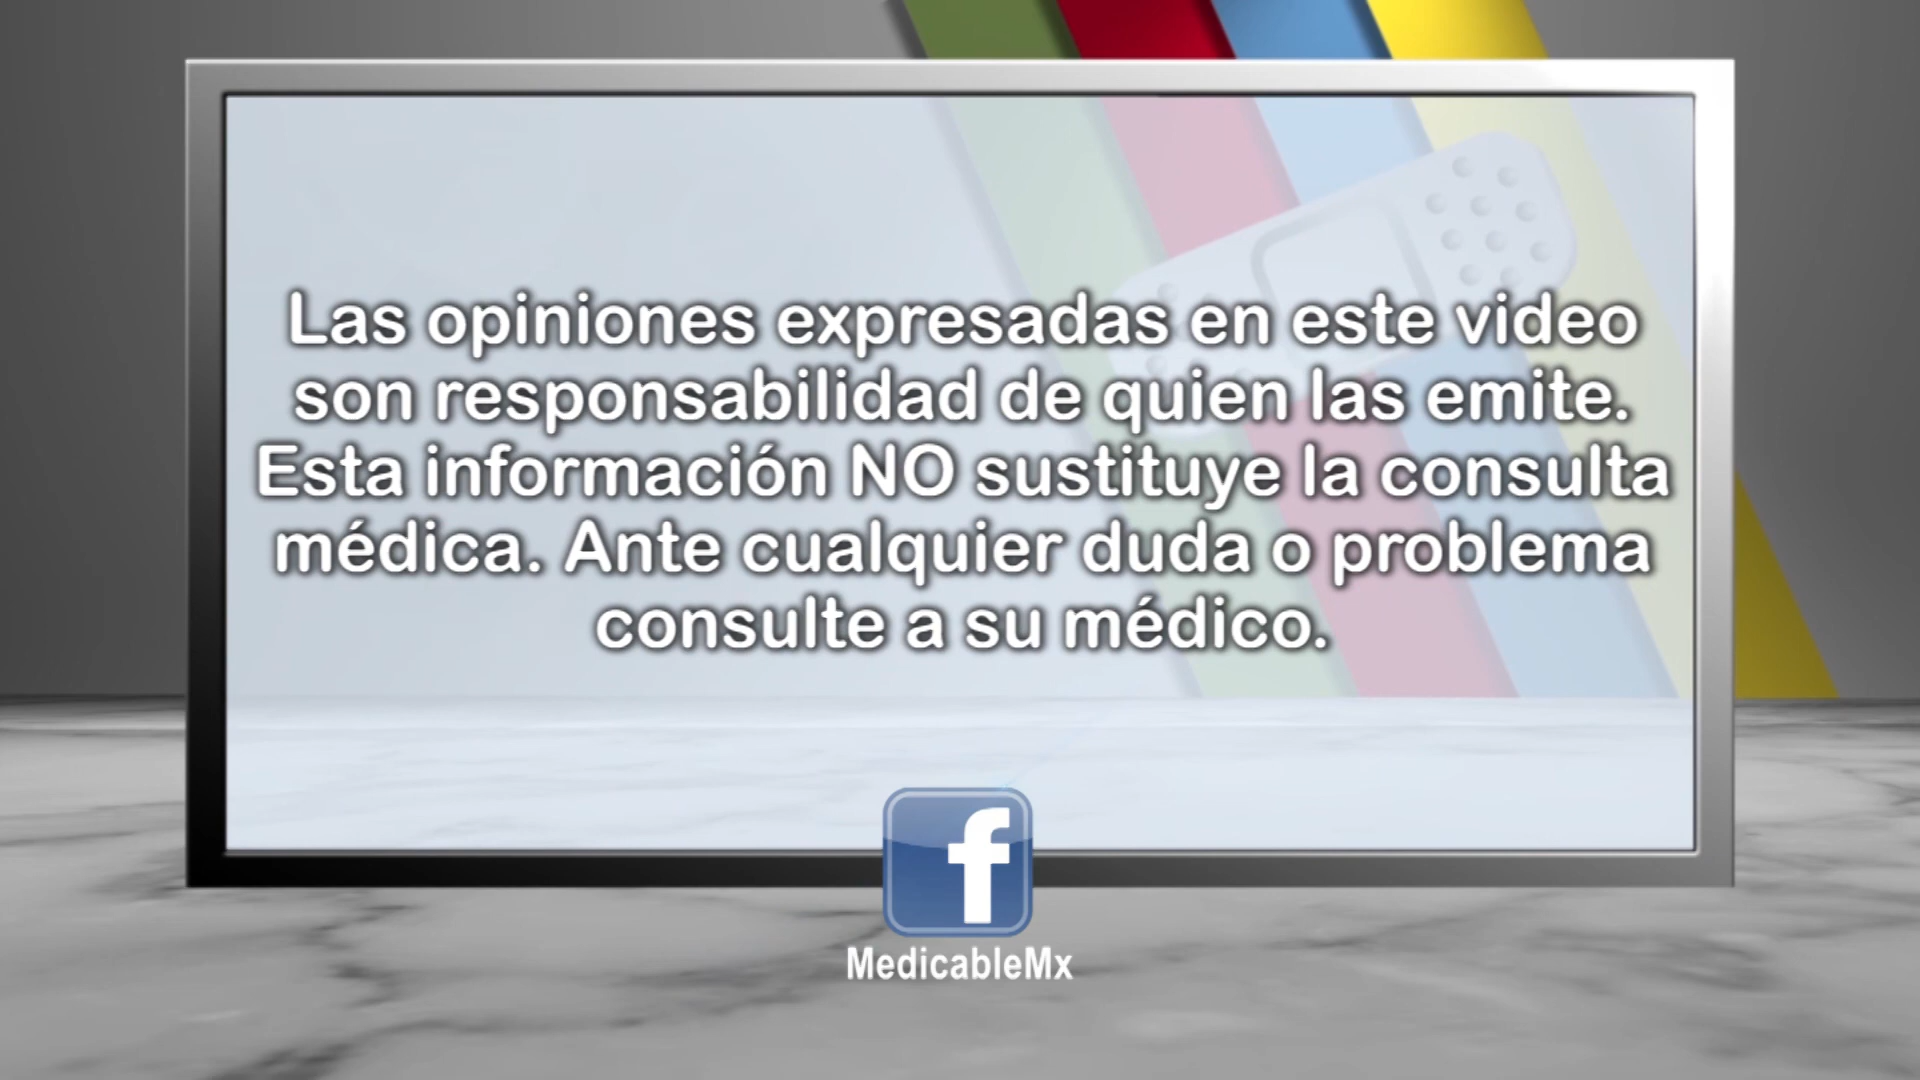 Las opiniones expresadas en este video
son responsabilidad de quien las emite.
Esta información NO sustituye la consulta
médica. Ante cualquier duda o problema
consulte a su médico.
f
MedicableMx